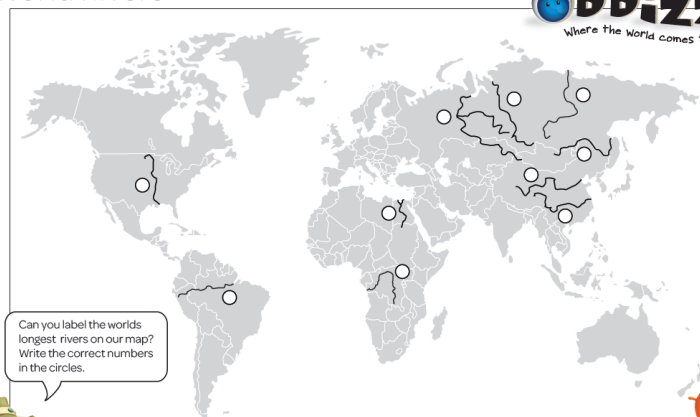 Where the World comes
Can you label the worlds
longest rivers on our map?
Write the correct numbers
in the circles.